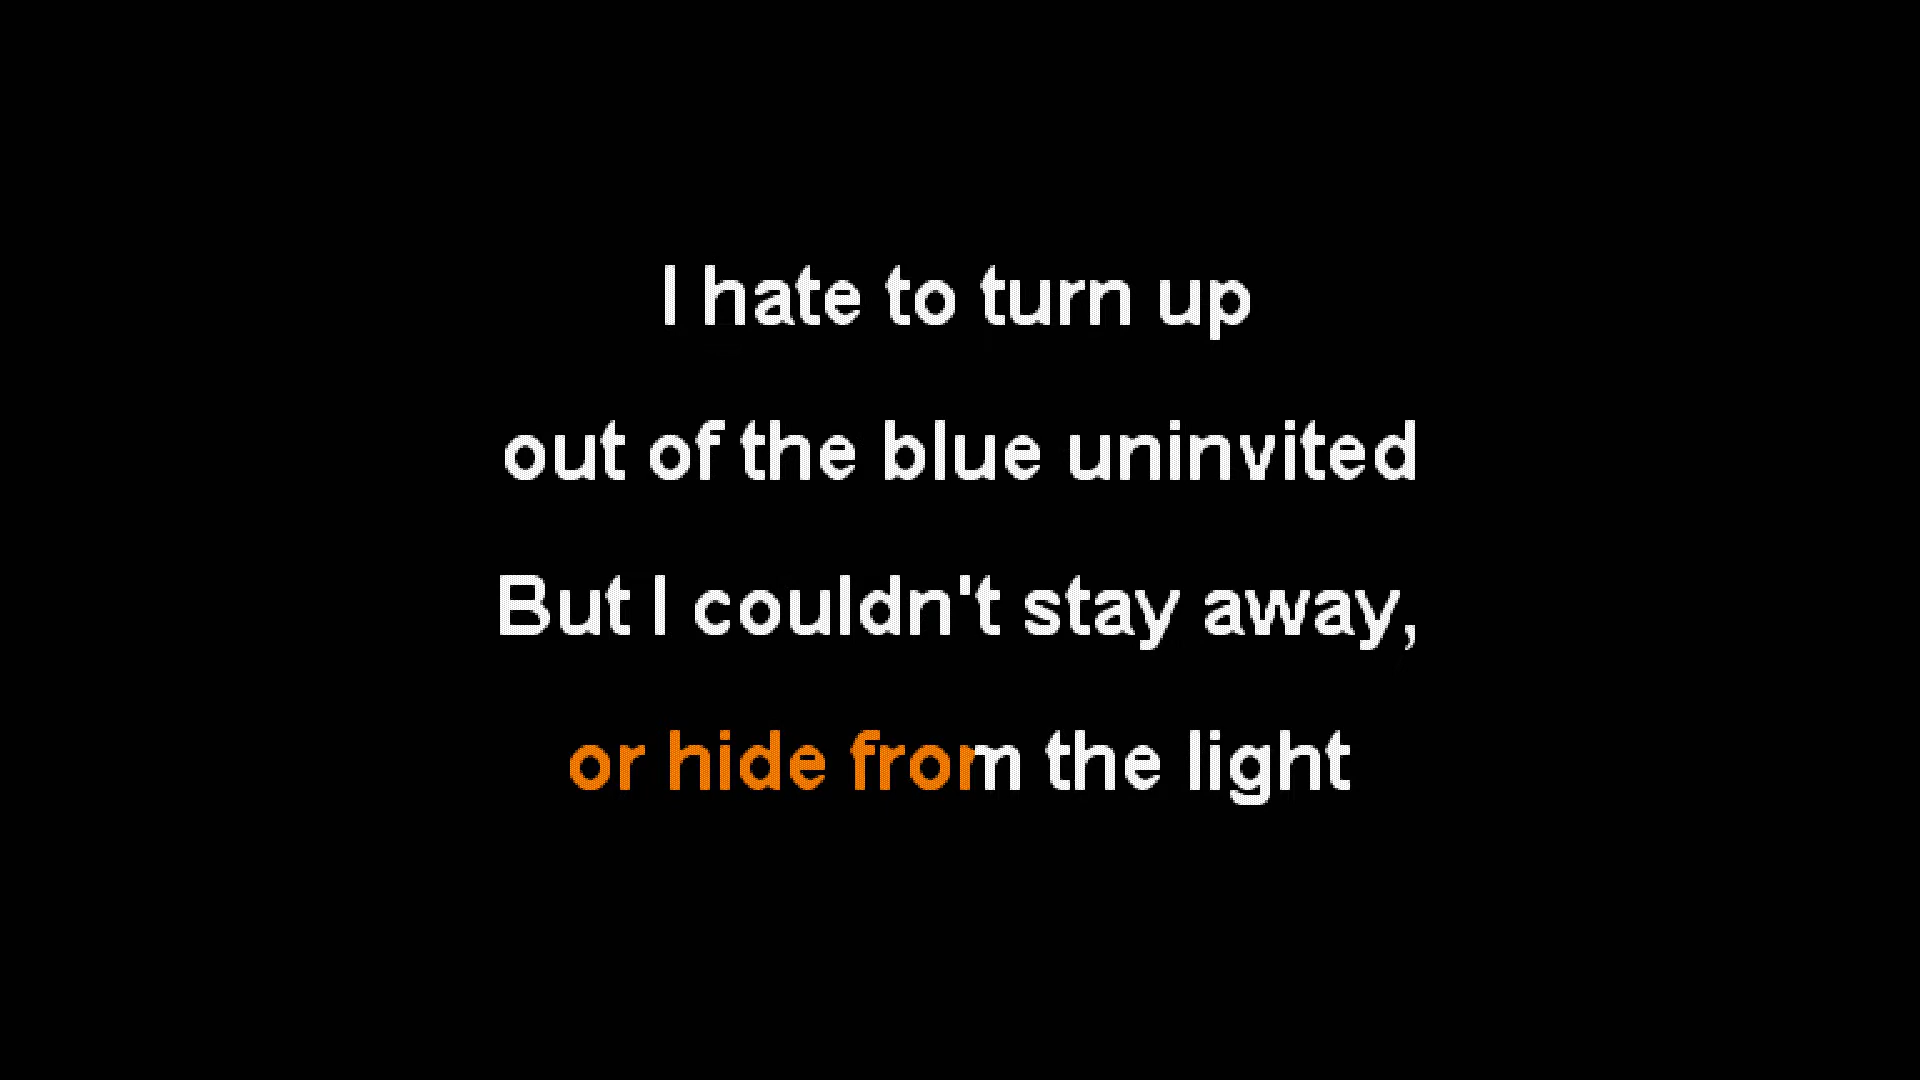 I hate to turn up
out of the blue uninvited
But I couldn't stay away,
or hide from the light